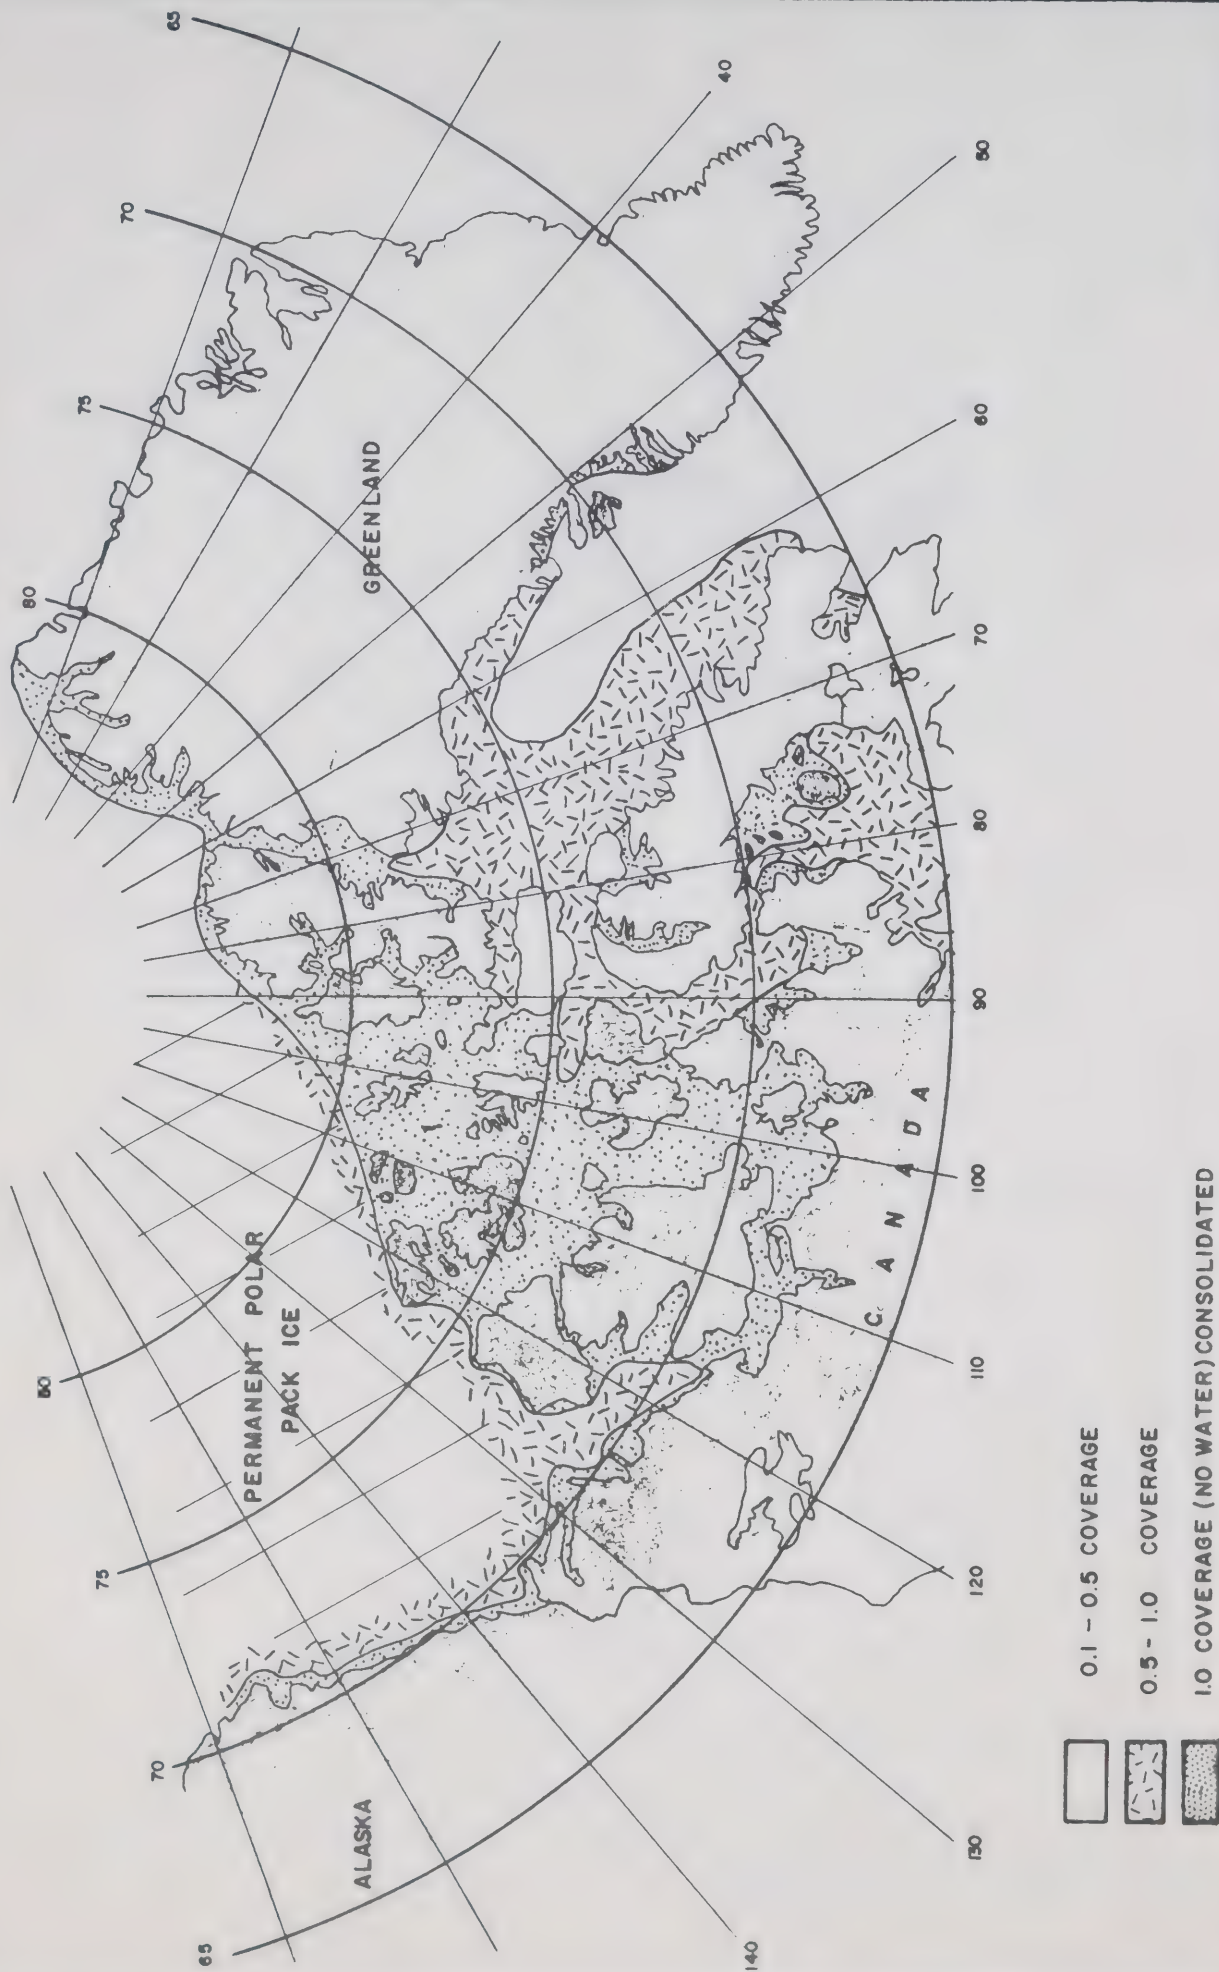 65
70
75
80
40
50
60
70
80
90
100
110
120
130
140
80
75
70
65
GREENLAND
PERMANENT POLAR
PACK ICE
CANADA
ALASKA
0.1 - 0.5 COVERAGE
0.5 - 1.0 COVERAGE
1.0 COVERAGE (NO WATER) CONSOLIDATED